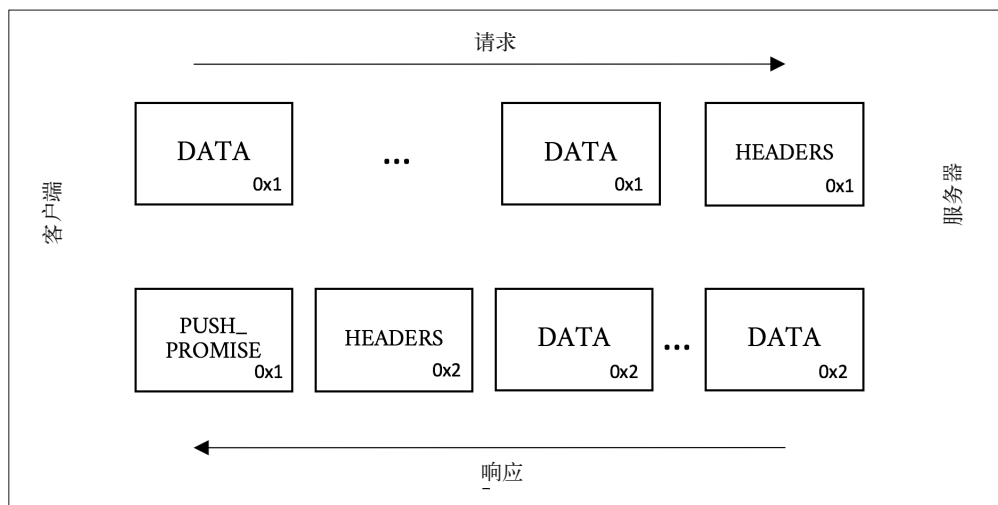 请求
DATA
0x1
...
DATA
0x1
HEADERS
0x1
客户端
服务器
PUSH_
PROMISE
0x1
HEADERS
0x2
DATA
0x2
...
DATA
0x2
响应